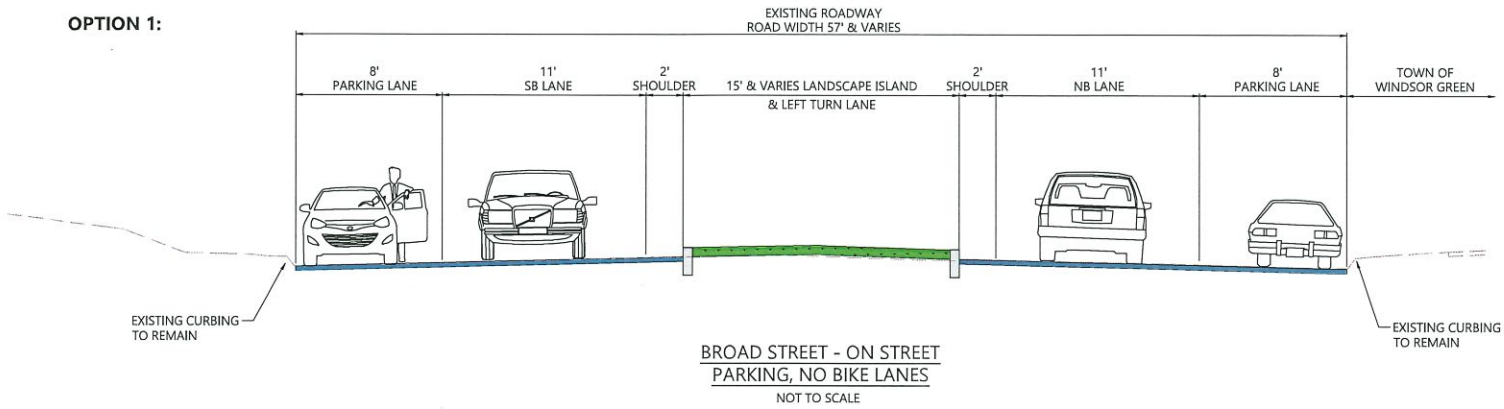 OPTION 1:
EXISTING ROADWAY
ROAD WIDTH 57' & VARIES
8'
PARKING LANE
11'
SB LANE
2'
SHOULDER
15' & VARIES LANDSCAPE ISLAND
& LEFT TURN LANE
2'
SHOULDER
11'
NB LANE
8'
PARKING LANE
TOWN OF
WINDSOR GREEN
EXISTING CURBING
TO REMAIN
EXISTING CURBING
TO REMAIN
BROAD STREET - ON STREET
PARKING, NO BIKE LANES
NOT TO SCALE